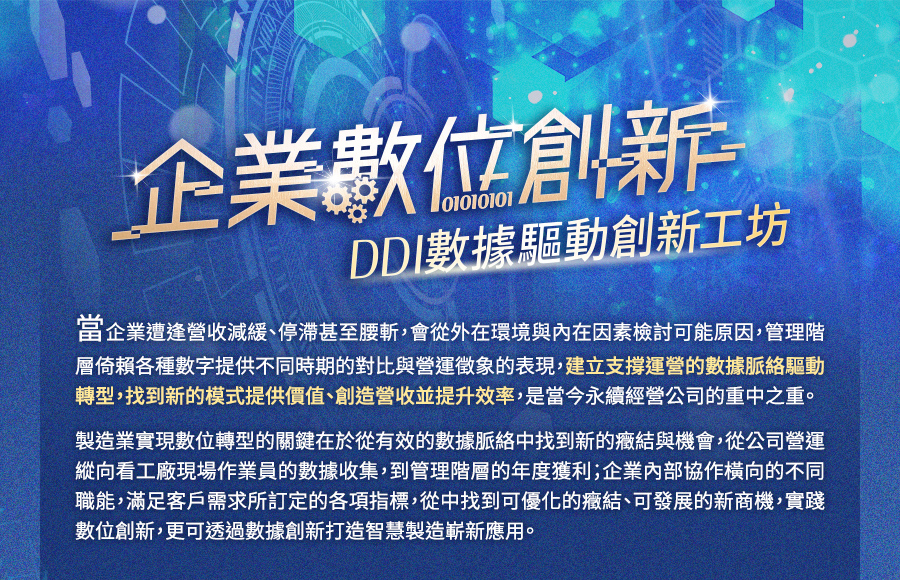 企業數位創新
01010101
DDI數據驅動創新工坊
當企業遭逢營收減緩、停滯甚至腰斬，會從外在環境與內在因素檢討可能原因，管理階
層倚賴各種數字提供不同時期的對比與營運徵象的表現，建立支撐運營的數據脈絡驅動
轉型，找到新的模式提供價值、創造營收並提升效率，是當今永續經營公司的重中之重。
製造業實現數位轉型的關鍵在於從有效的數據脈絡中找到新的癥結與機會，從公司營運
縱向看工廠現場作業員的數據收集，到管理階層的年度獲利；企業內部協作橫向的不同
職能，滿足客戶需求所訂定的各項指標，從中找到可優化的癥結、可發展的新商機，實踐
數位創新，更可透過數據創新打造智慧製造嶄新應用。